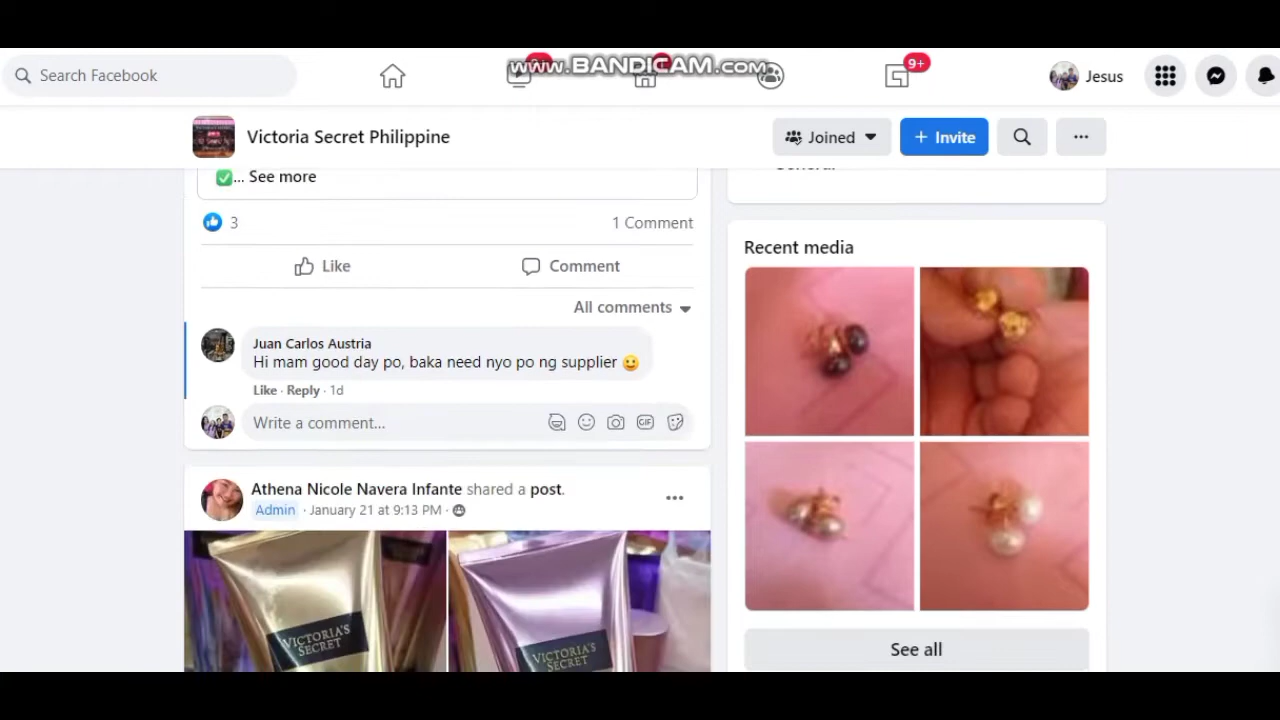 www.BANDICAM.com
Search Facebook
9+
Jesus
Victoria Secret Philippine
Joined
+ Invite
... See more
3
1 Comment
Like
Comment
All comments
Juan Carlos Austria
Hi mam good day po, baka need nyo po ng supplier
Like · Reply · 1d
Write a comment...
GIF
Athena Nicole Navera Infante shared a post.
Admin · January 21 at 9:13 PM ·
VICTORIA'S
SECRET
VICTORIA'S
SECRET
Recent media
See all